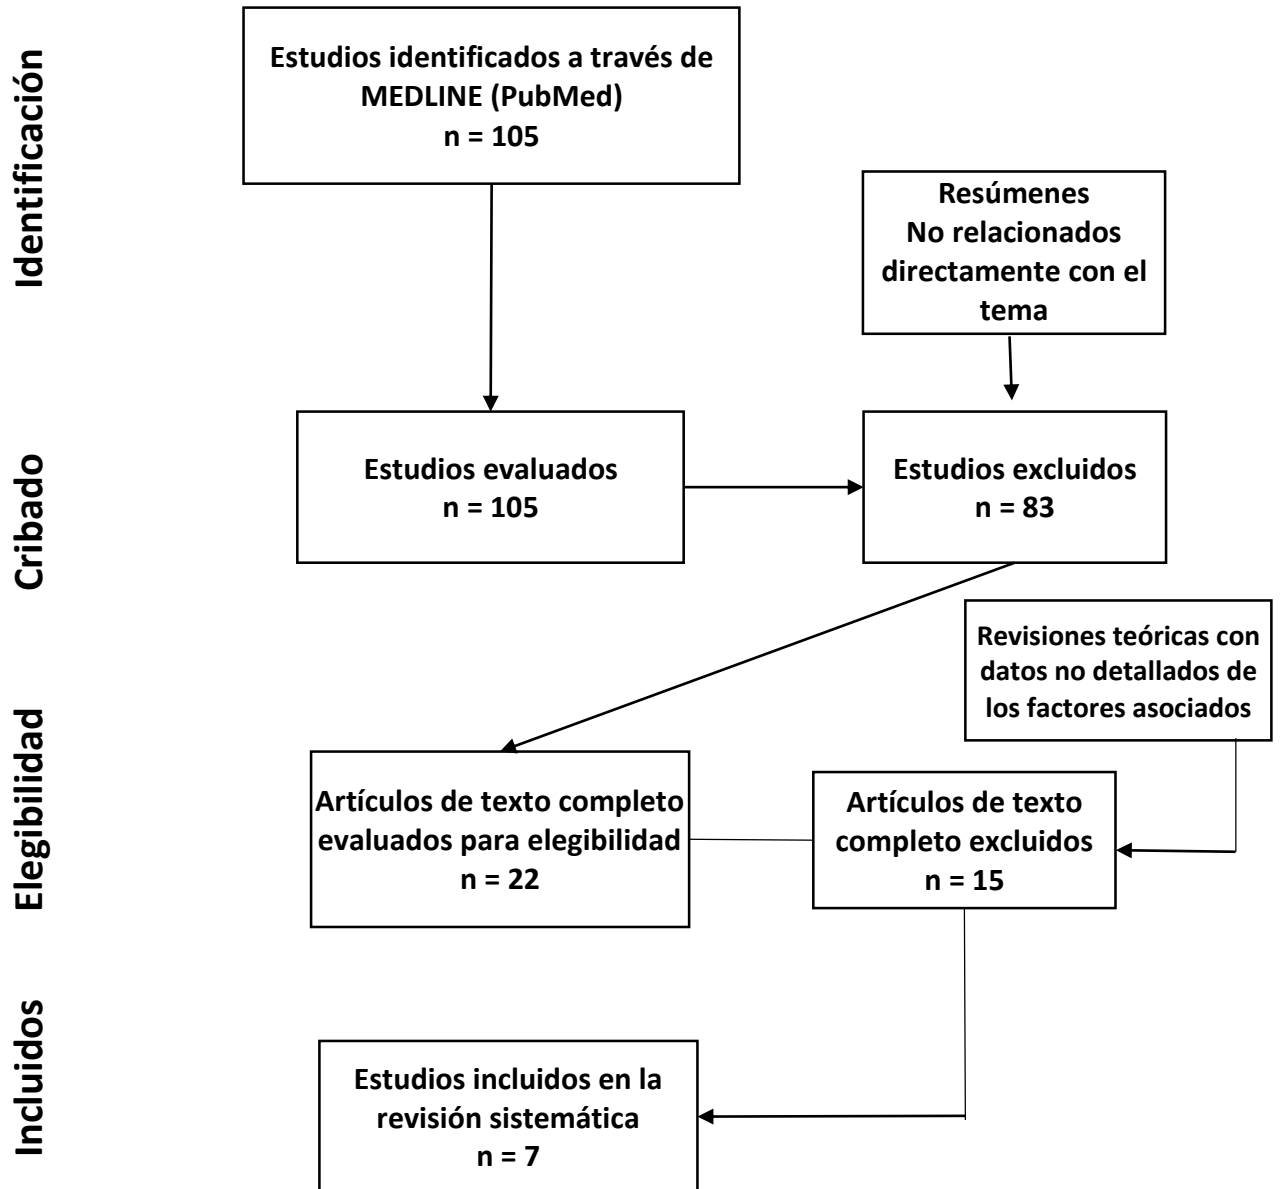 Identificación
Estudios identificados a través de
MEDLINE (PubMed)
n = 105
Resúmenes
No relacionados
directamente con el
tema
Cribado
Estudios evaluados
n = 105
Estudios excluidos
n = 83
Revisiones teóricas con
datos no detallados de
los factores asociados
Elegibilidad
Artículos de texto completo
evaluados para elegibilidad
n = 22
Artículos de texto
completo excluidos
n = 15
Incluidos
Estudios incluidos en la
revisión sistemática
n = 7